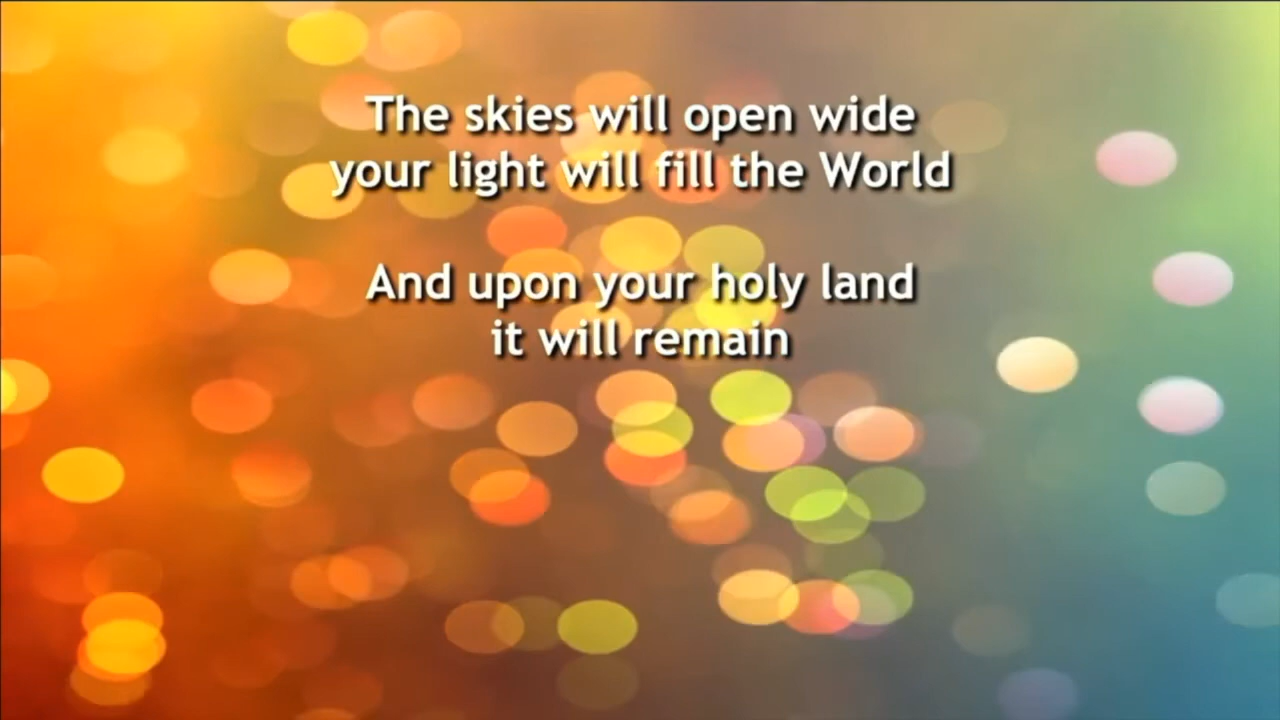 The skies will open wide
your light will fill the World
And upon your holy land
it will remain